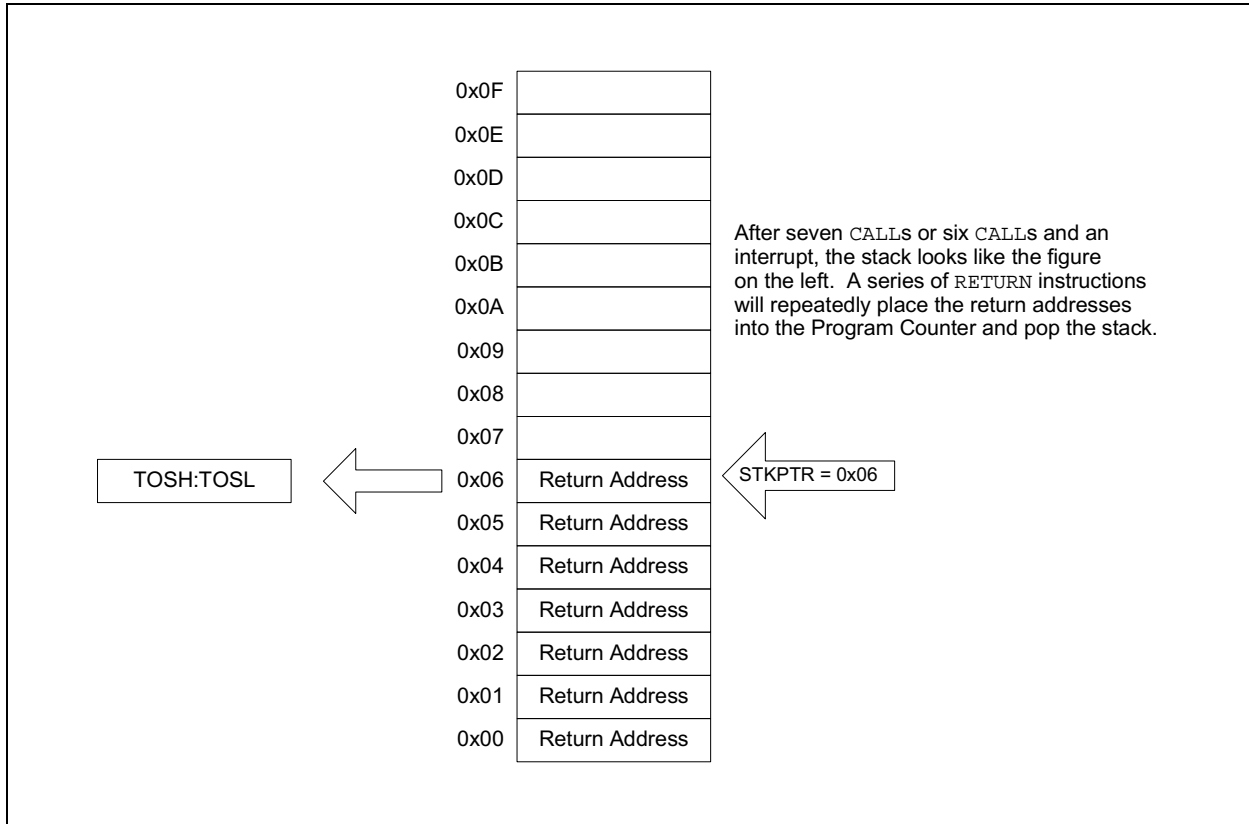 0x0F
0x0E
0x0D
0x0C
0x0B
0x0A
0x09
0x08
0x07
After seven CALLs or six CALLs and an
interrupt, the stack looks like the figure
on the left. A series of RETURN instructions
will repeatedly place the return addresses
into the Program Counter and pop the stack.
TOSH:TOSL
0x06 Return Address
STKPTR = 0x06
0x05 Return Address
0x04 Return Address
0x03 Return Address
0x02 Return Address
0x01 Return Address
0x00 Return Address